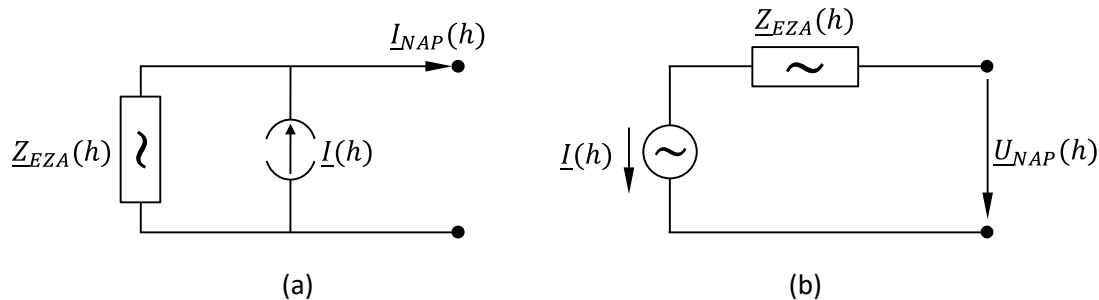 I_NAP(h)
Z_EZA(h)
I(h)
(a)
Z_EZA(h)
I(h)
U_NAP(h)
(b)